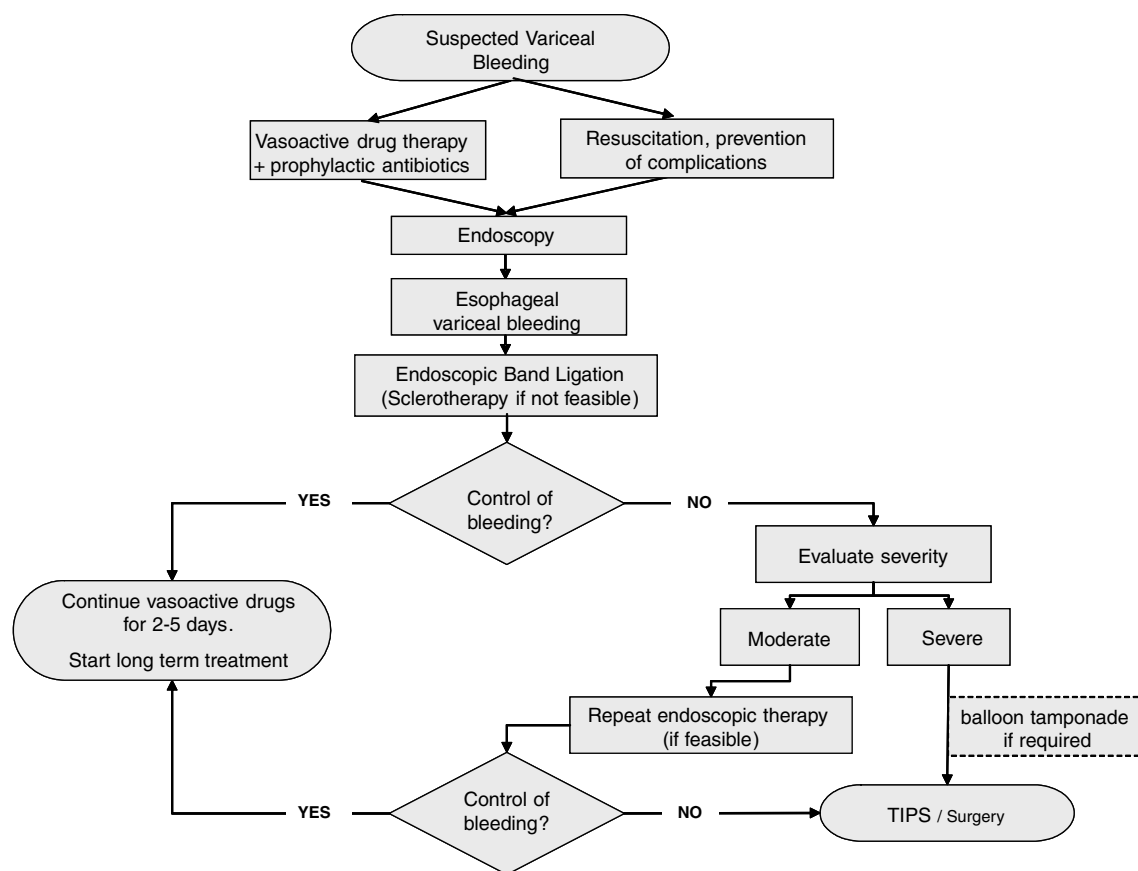 Suspected Variceal
Bleeding
Vasoactive drug therapy
+ prophylactic antibiotics
Resuscitation, prevention
of complications
Endoscopy
Esophageal
variceal bleeding
Endoscopic Band Ligation
(Sclerotherapy if not feasible)
Control of
bleeding?
YES
NO
Evaluate severity
Continue vasoactive drugs
for 2-5 days.
Start long term treatment
Moderate
Severe
Repeat endoscopic therapy
(if feasible)
balloon tamponade
if required
Control of
bleeding?
YES
NO
TIPS / Surgery